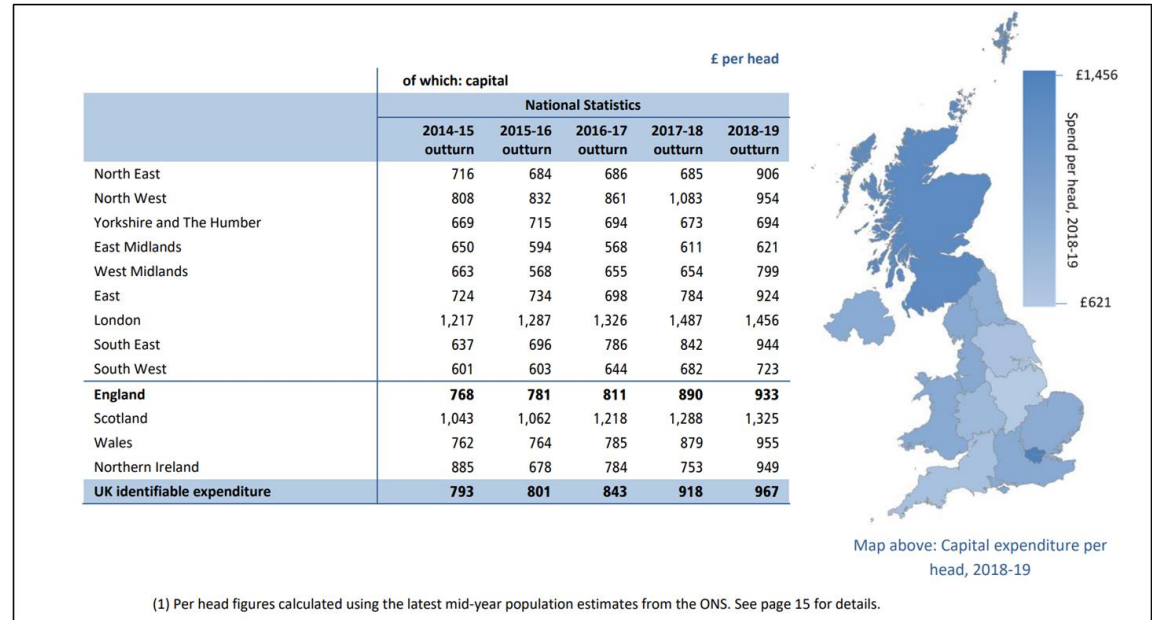 £ per head
of which: capital
National Statistics
2014-15 2015-16 2016-17 2017-18 2018-19
outturn outturn outturn outturn outturn
North East 716 684 686 685 906
North West 808 832 861 1,083 954
Yorkshire and The Humber 669 715 694 673 694
East Midlands 650 594 568 611 621
West Midlands 663 568 655 654 799
East 724 734 698 784 924
London 1,217 1,287 1,326 1,487 1,456
South East 637 696 786 842 944
South West 601 603 644 682 723
England 768 781 811 890 933
Scotland 1,043 1,062 1,218 1,288 1,325
Wales 762 764 785 879 955
Northern Ireland 885 678 784 753 949
UK identifiable expenditure 793 801 843 918 967
£1,456
Spend per head, 2018-19
£621
Map above: Capital expenditure per
head, 2018-19
(1) Per head figures calculated using the latest mid-year population estimates from the ONS. See page 15 for details.